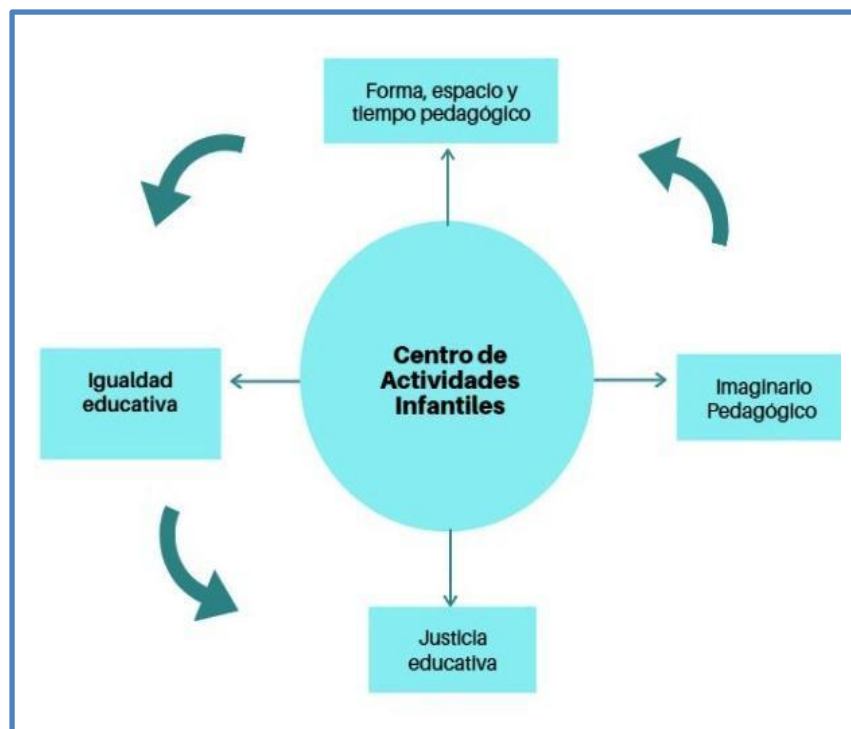 Forma, espacio y
tiempo pedagógico
Centro de
Actividades
Infantiles
Igualdad
educativa
Imaginario
Pedagógico
Justicia
educativa